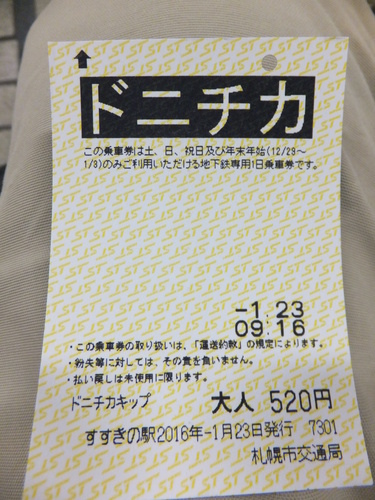 ドニチカ
この乗車券は土、日、祝日及び年末年始(12/29〜
1/3)のみご利用いただける地下鉄専用1日乗車券です。
-1.23
09:16
・この乗車券の取り扱いは、「運送約款」の規定によります。
・紛失等に対しては、その責を負いません。
・払い戻しは未使用に限ります。
ドニチカキップ 大人 520円
すすきの駅2016年-1月23日発行 7301
札幌市交通局